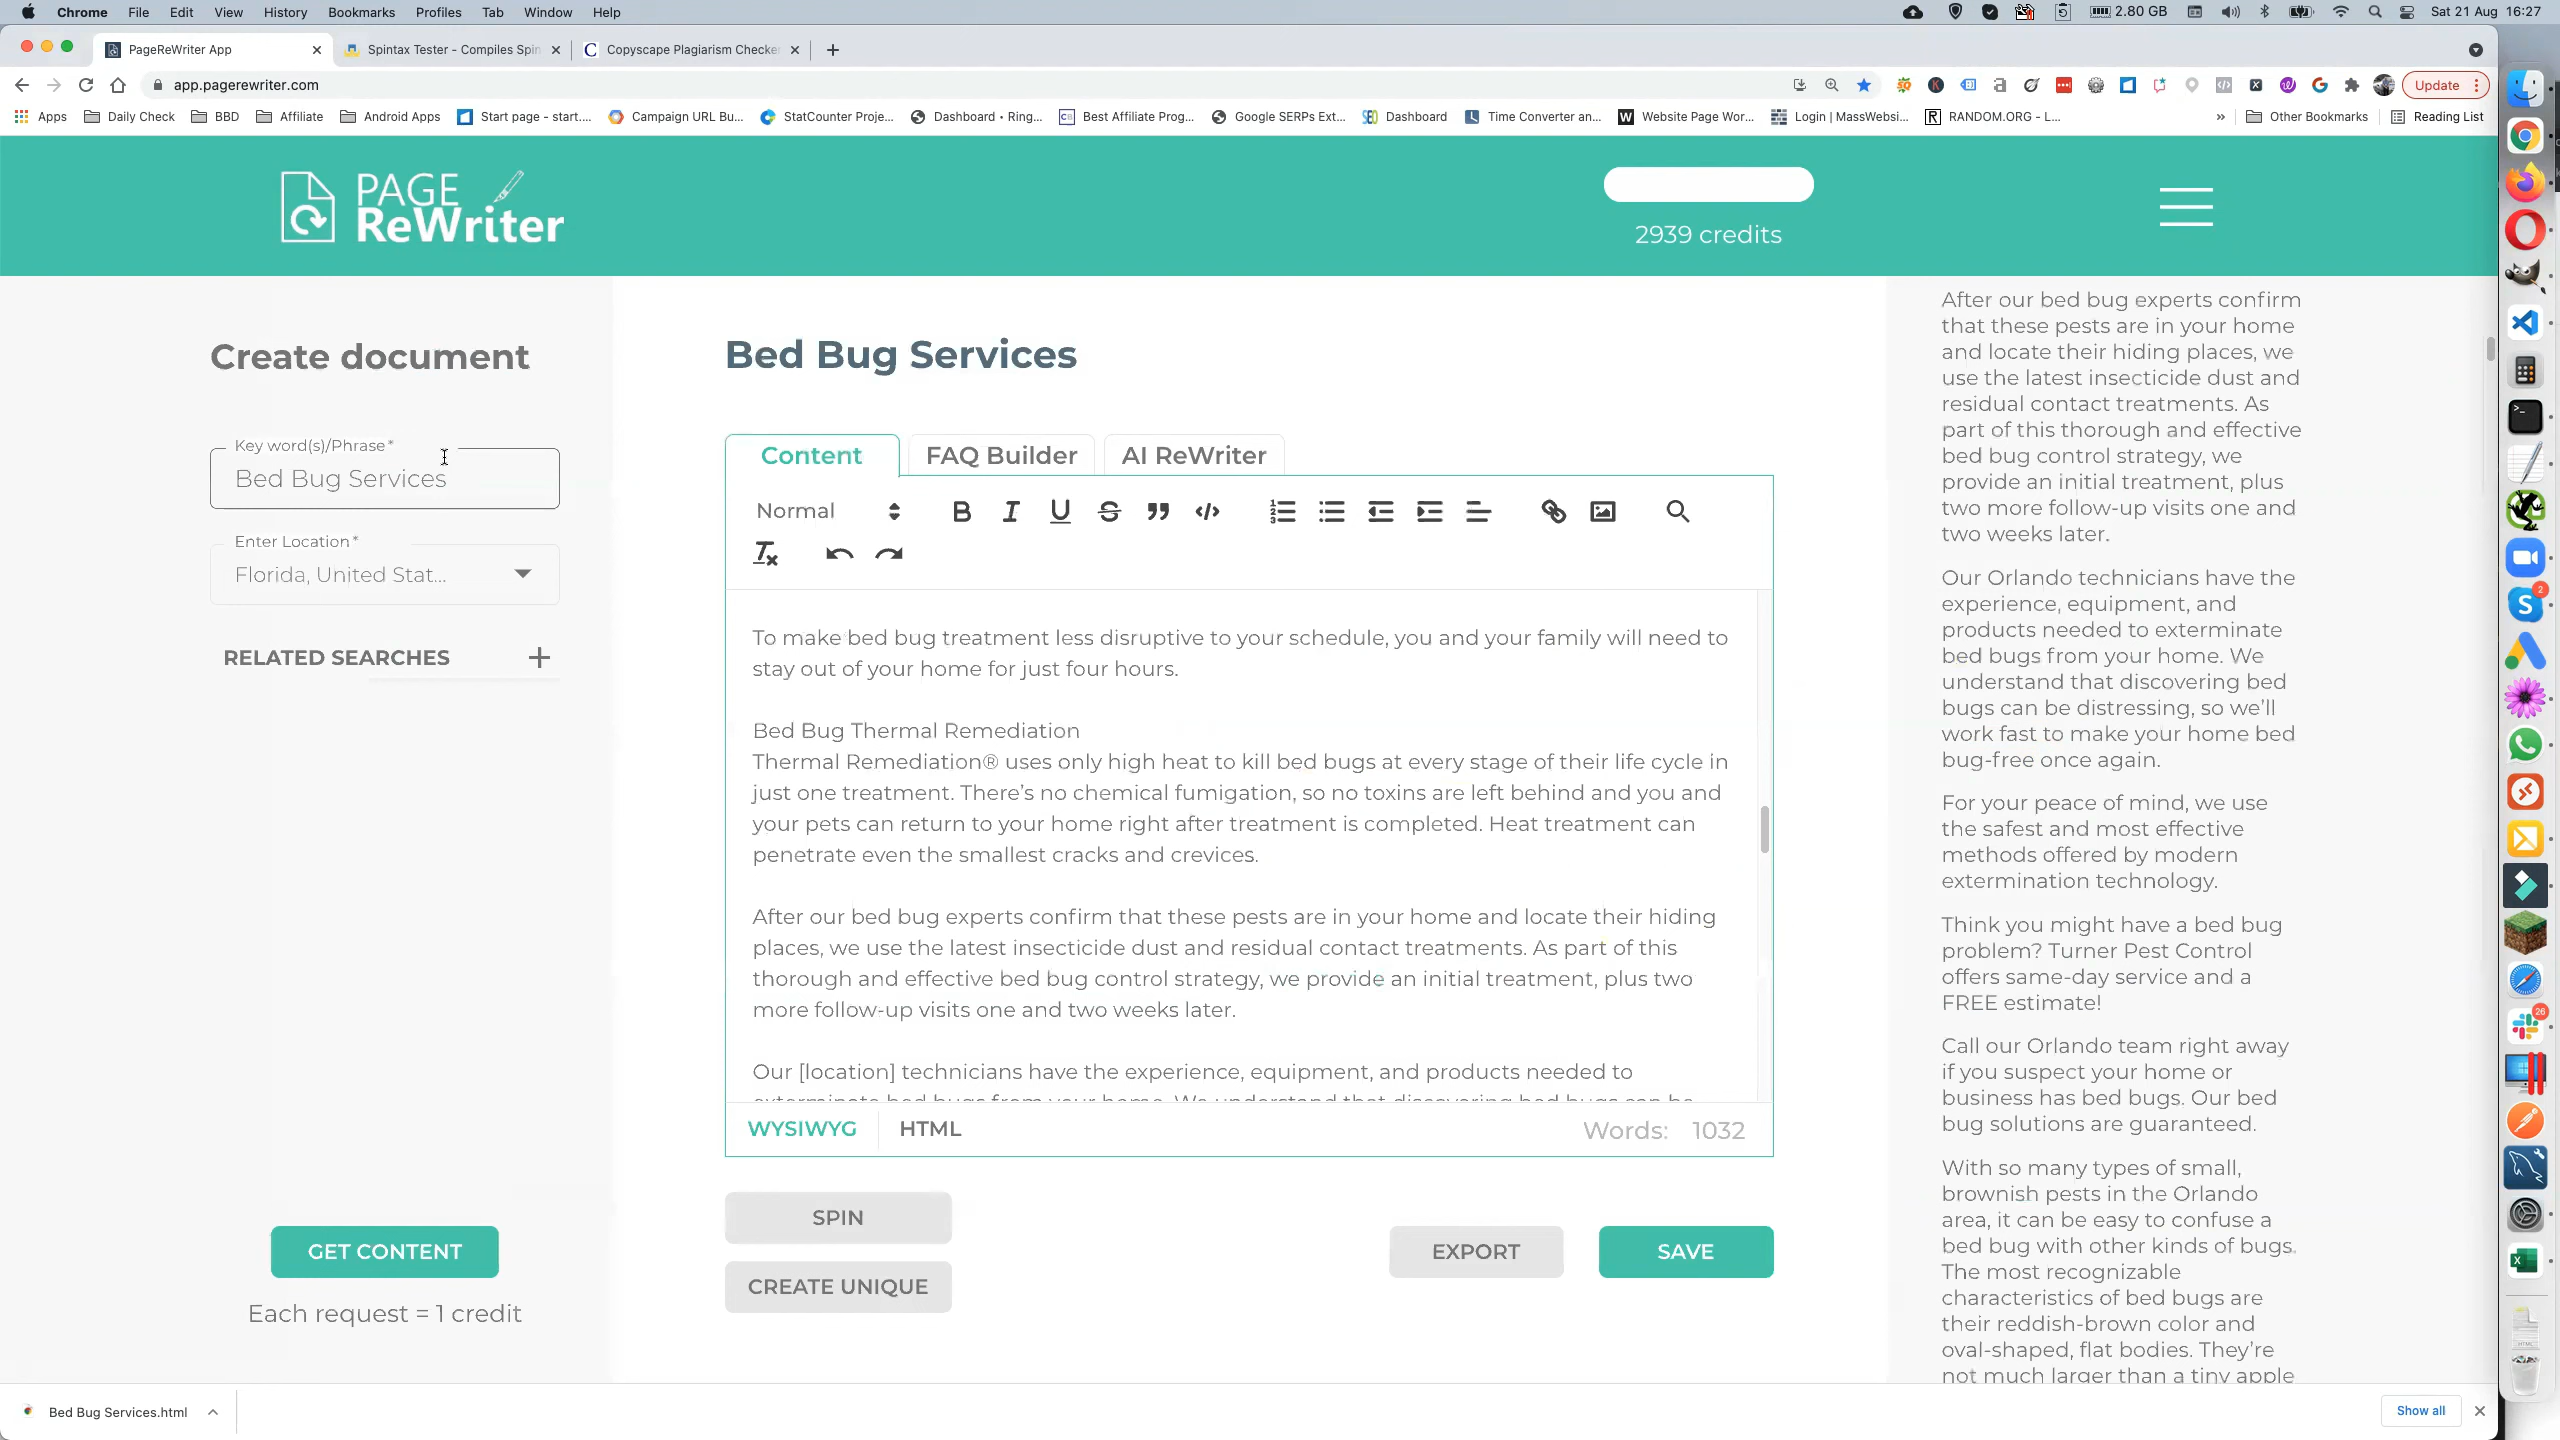 Chrome File Edit View History Bookmarks Profiles Tab Window Help 2.80 GB Sat 21 Aug 16:27
PageReWriter App Spintax Tester - Compiles Spin Copyscape Plagiarism Checker
app.pagerewriter.com Update
Apps Daily Check BBD Affiliate Android Apps Start page - start.... Campaign URL Bu... StatCounter Proje... Dashboard • Ring... Best Affiliate Prog... Google SERPs Ext... Dashboard Time Converter an... Website Page Wor... Login | MassWebsi... RANDOM.ORG - L... » Other Bookmarks Reading List
PAGE
ReWriter
2939 credits
Create document
Key word(s)/Phrase*
Bed Bug Services
Enter Location*
Florida, United Stat...
RELATED SEARCHES +
GET CONTENT
Each request = 1 credit
Bed Bug Services
Content FAQ Builder AI ReWriter
Normal
To make bed bug treatment less disruptive to your schedule, you and your family will need to
stay out of your home for just four hours.
Bed Bug Thermal Remediation
Thermal Remediation® uses only high heat to kill bed bugs at every stage of their life cycle in
just one treatment. There's no chemical fumigation, so no toxins are left behind and you and
your pets can return to your home right after treatment is completed. Heat treatment can
penetrate even the smallest cracks and crevices.
After our bed bug experts confirm that these pests are in your home and locate their hiding
places, we use the latest insecticide dust and residual contact treatments. As part of this
thorough and effective bed bug control strategy, we provide an initial treatment, plus two
more follow-up visits one and two weeks later.
Our [location] technicians have the experience, equipment, and products needed to
exterminate bed bugs from your home. We understand that discovering bed bugs can be
WYSIWYG HTML Words: 1032
SPIN
CREATE UNIQUE
EXPORT SAVE
After our bed bug experts confirm
that these pests are in your home
and locate their hiding places, we
use the latest insecticide dust and
residual contact treatments. As
part of this thorough and effective
bed bug control strategy, we
provide an initial treatment, plus
two more follow-up visits one and
two weeks later.
Our Orlando technicians have the
experience, equipment, and
products needed to exterminate
bed bugs from your home. We
understand that discovering bed
bugs can be distressing, so we'll
work fast to make your home bed
bug-free once again.
For your peace of mind, we use
the safest and most effective
methods offered by modern
extermination technology.
Think you might have a bed bug
problem? Turner Pest Control
offers same-day service and a
FREE estimate!
Call our Orlando team right away
if you suspect your home or
business has bed bugs. Our bed
bug solutions are guaranteed.
With so many types of small,
brownish pests in the Orlando
area, it can be easy to confuse a
bed bug with other kinds of bugs.
The most recognizable
characteristics of bed bugs are
their reddish-brown color and
oval-shaped, flat bodies. They're
not much larger than a tiny apple
2
26
Bed Bug Services.html
Show all